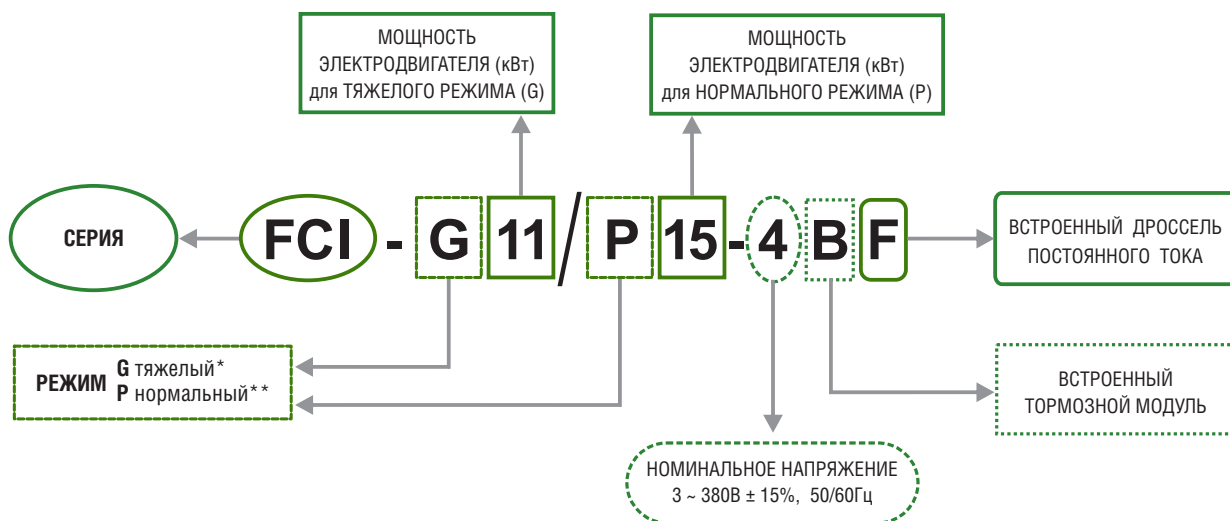 МОЩНОСТЬ
ЭЛЕКТРОДВИГАТЕЛЯ (кВт)
для ТЯЖЕЛОГО РЕЖИМА (G)
МОЩНОСТЬ
ЭЛЕКТРОДВИГАТЕЛЯ (кВт)
для НОРМАЛЬНОГО РЕЖИМА (P)
СЕРИЯ
FCI - G 11 / P 15 - 4 B F
ВСТРОЕННЫЙ ДРОССЕЛЬ
ПОСТОЯННОГО ТОКА
РЕЖИМ G тяжелый*
P нормальный**
ВСТРОЕННЫЙ
ТОРМОЗНОЙ МОДУЛЬ
НОМИНАЛЬНОЕ НАПРЯЖЕНИЕ
3 ~ 380В ± 15%, 50/60Гц